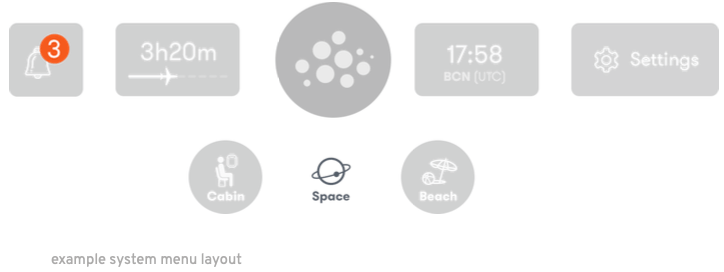 3
3h20m
17:58
BCN (UTC)
Settings
Cabin
Space
Beach
example system menu layout